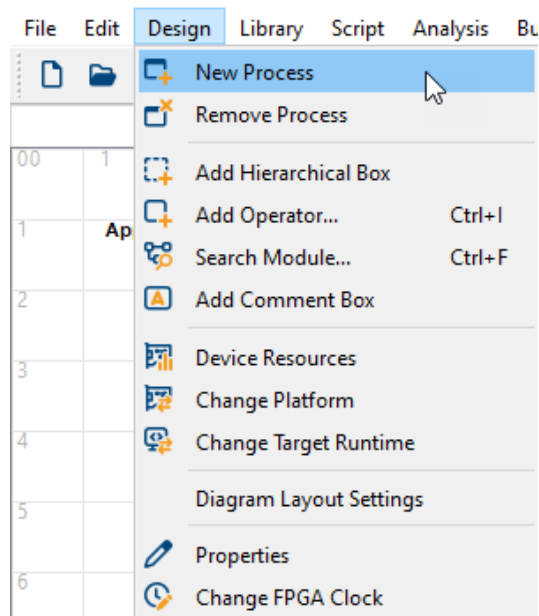 File Edit Design Library Script Analysis Bu
New Process
Remove Process
00 1
Add Hierarchical Box
1 Ap
Add Operator... Ctrl+I
Search Module... Ctrl+F
2
Add Comment Box
3
Device Resources
Change Platform
4
Change Target Runtime
Diagram Layout Settings
5
Properties
6
Change FPGA Clock